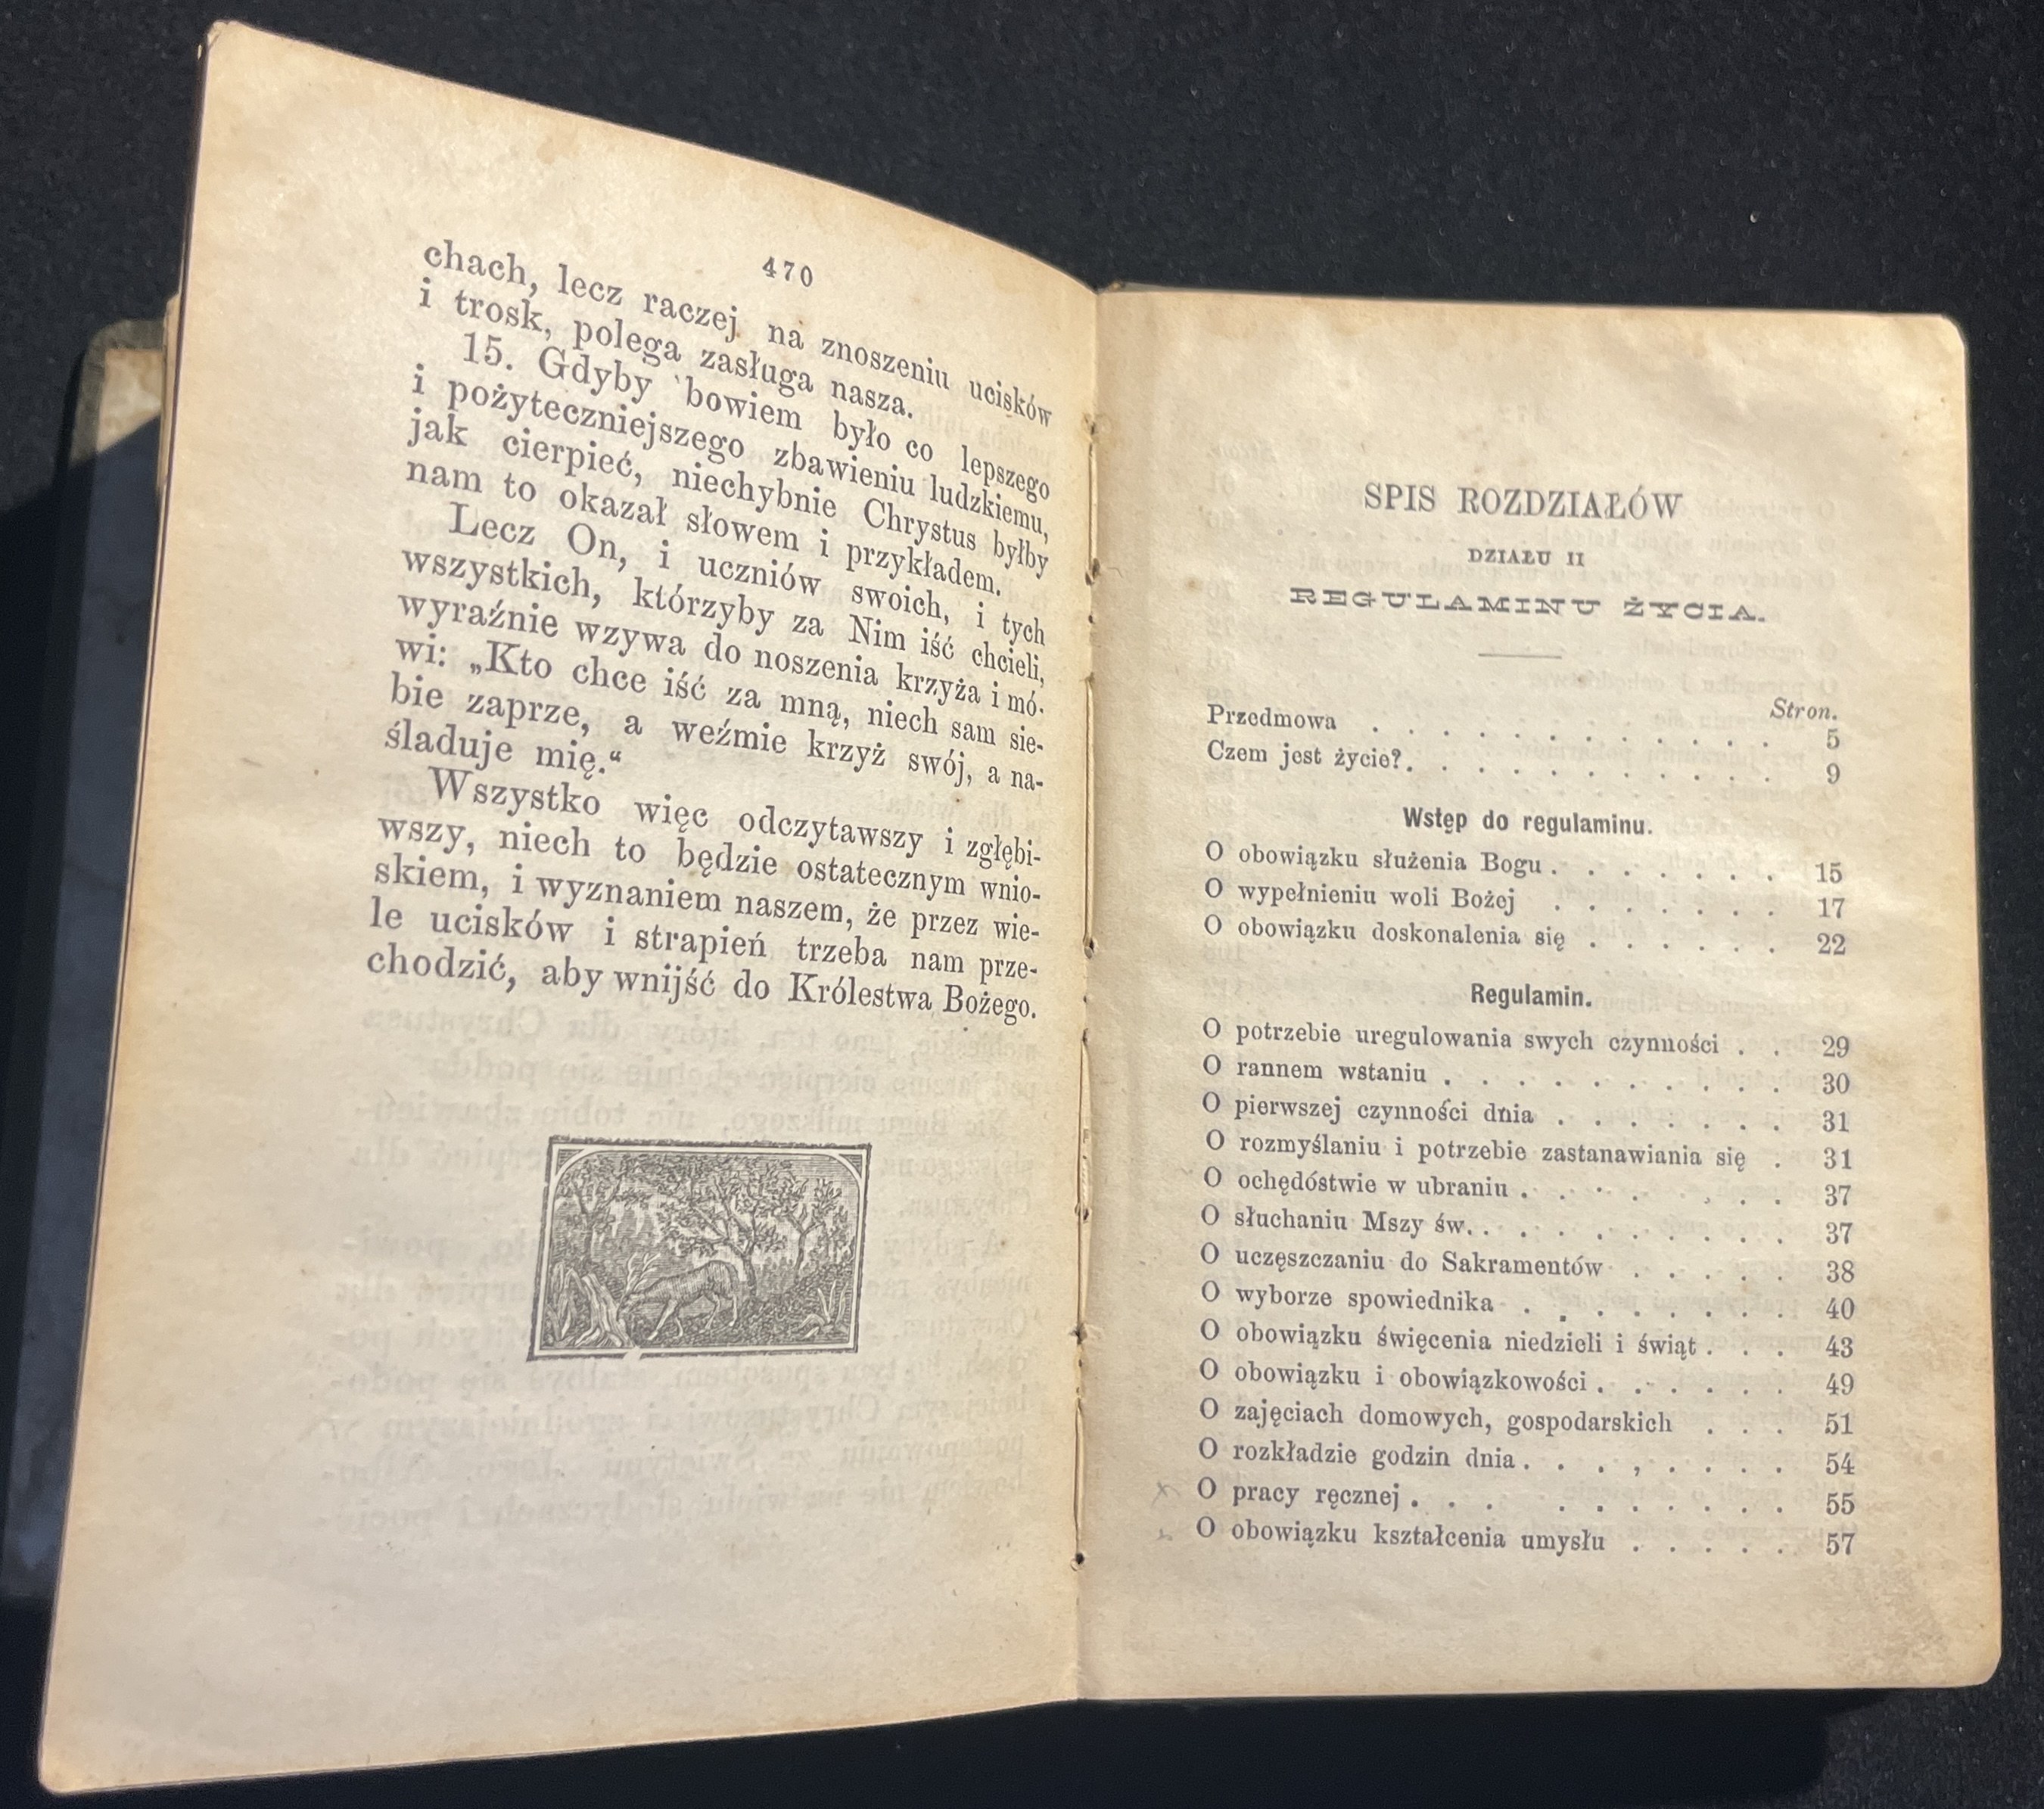 470
chach, lecz raczej na znoszeniu ucisków
i trosk, polega zasługa nasza.
15. Gdyby bowiem było co lepszego
i pożyteczniejszego zbawieniu ludzkiemu,
jak cierpieć, niechybnie Chrystus byłby
nam to okazał słowem i przykładem.
Lecz On, i uczniów swoich, i tych
wszystkich, którzyby za Nim iść chcieli,
wyraźnie wzywa do noszenia krzyża i mó-
wi: „Kto chce iść za mną, niech sam sie-
bie zaprze, a weźmie krzyż swój, a na-
śladuje mię.“
Wszystko więc odczytawszy i zgłębi-
wszy, niech to będzie ostatecznym wnio-
skiem, i wyznaniem naszem, że przez wie-
le ucisków i strapień trzeba nam prze-
chodzić, aby wnijść do Królestwa Bożego.
SPIS ROZDZIAŁÓW
DZIAŁU II
REGULAMINU ŻYCIA.
Stron.
Przedmowa . . . . . . . . . . . . 5
Czem jest życie? . . . . . . . . . . . 9
Wstęp do regulaminu.
O obowiązku służenia Bogu . . . . . . . 15
O wypełnieniu woli Bożej . . . . . . . 17
O obowiązku doskonalenia się . . . . . . 22
Regulamin.
O potrzebie uregulowania swych czynności . . 29
O rannem wstaniu . . . . . . . . . . 30
O pierwszej czynności dnia . . . . . . . 31
O rozmyślaniu i potrzebie zastanawiania się . 31
O ochędóstwie w ubraniu . . . . . . . 37
O słuchaniu Mszy św. . . . . . . . . . 37
O uczęszczaniu do Sakramentów . . . . . 38
O wyborze spowiednika . . . . . . . . 40
O obowiązku święcenia niedzieli i świąt . . . 43
O obowiązku i obowiązkowości . . . . . . 49
O zajęciach domowych, gospodarskich . . . 51
O rozkładzie godzin dnia . . . . . . . . 54
O pracy ręcznej . . . . . . . . . . 55
O obowiązku kształcenia umysłu . . . . . 57